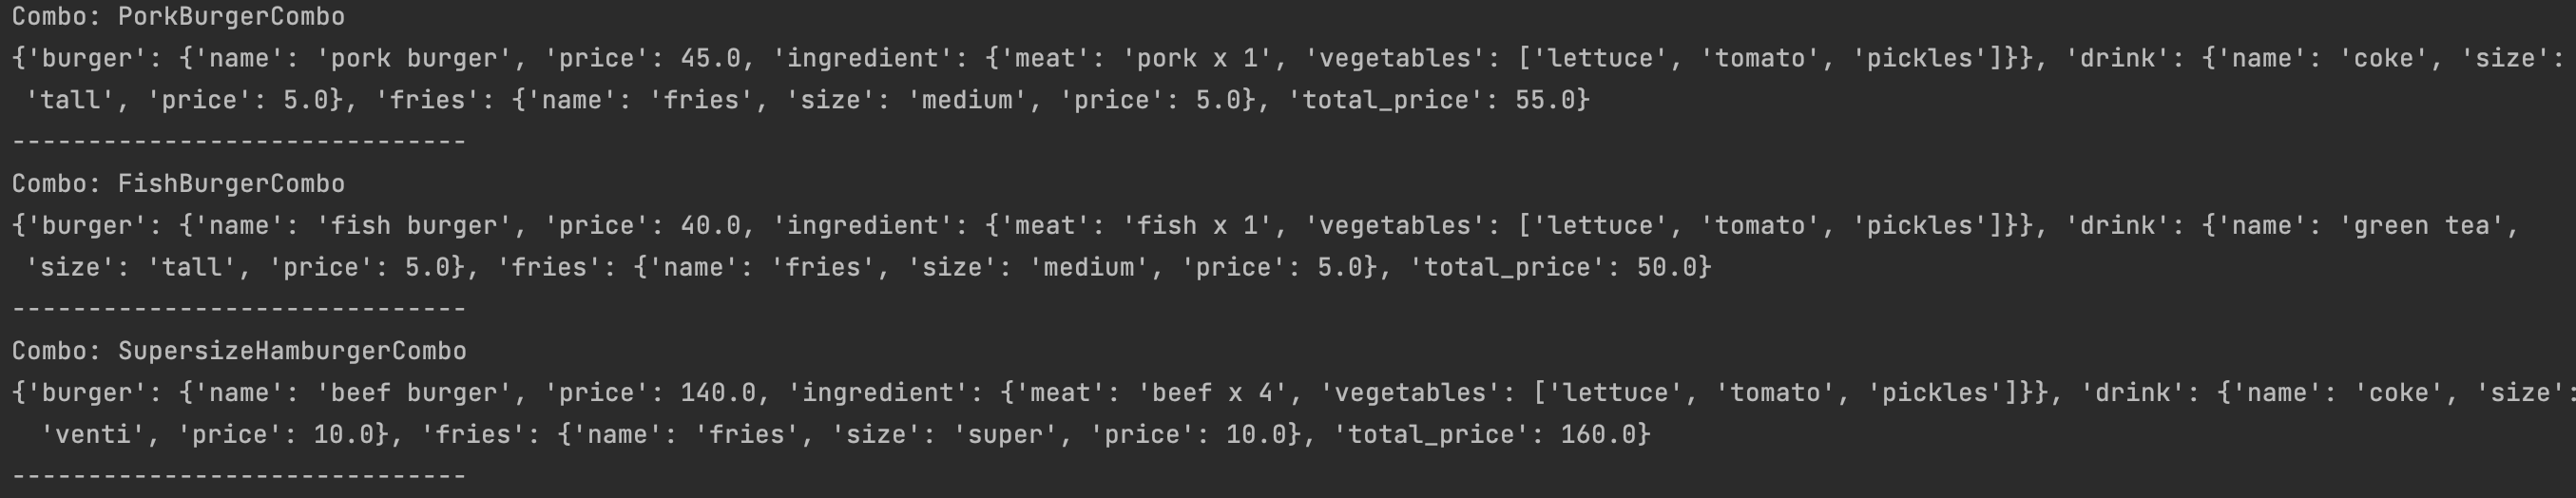 Combo: PorkBurgerCombo
{'burger': {'name': 'pork burger', 'price': 45.0, 'ingredient': {'meat': 'pork x 1', 'vegetables': ['lettuce', 'tomato', 'pickles']}}, 'drink': {'name': 'coke', 'size':
'tall', 'price': 5.0}, 'fries': {'name': 'fries', 'size': 'medium', 'price': 5.0}, 'total_price': 55.0}
------------------------------
Combo: FishBurgerCombo
{'burger': {'name': 'fish burger', 'price': 40.0, 'ingredient': {'meat': 'fish x 1', 'vegetables': ['lettuce', 'tomato', 'pickles']}}, 'drink': {'name': 'green tea',
'size': 'tall', 'price': 5.0}, 'fries': {'name': 'fries', 'size': 'medium', 'price': 5.0}, 'total_price': 50.0}
------------------------------
Combo: SupersizeHamburgerCombo
{'burger': {'name': 'beef burger', 'price': 140.0, 'ingredient': {'meat': 'beef x 4', 'vegetables': ['lettuce', 'tomato', 'pickles']}}, 'drink': {'name': 'coke', 'size':
'venti', 'price': 10.0}, 'fries': {'name': 'fries', 'size': 'super', 'price': 10.0}, 'total_price': 160.0}
------------------------------